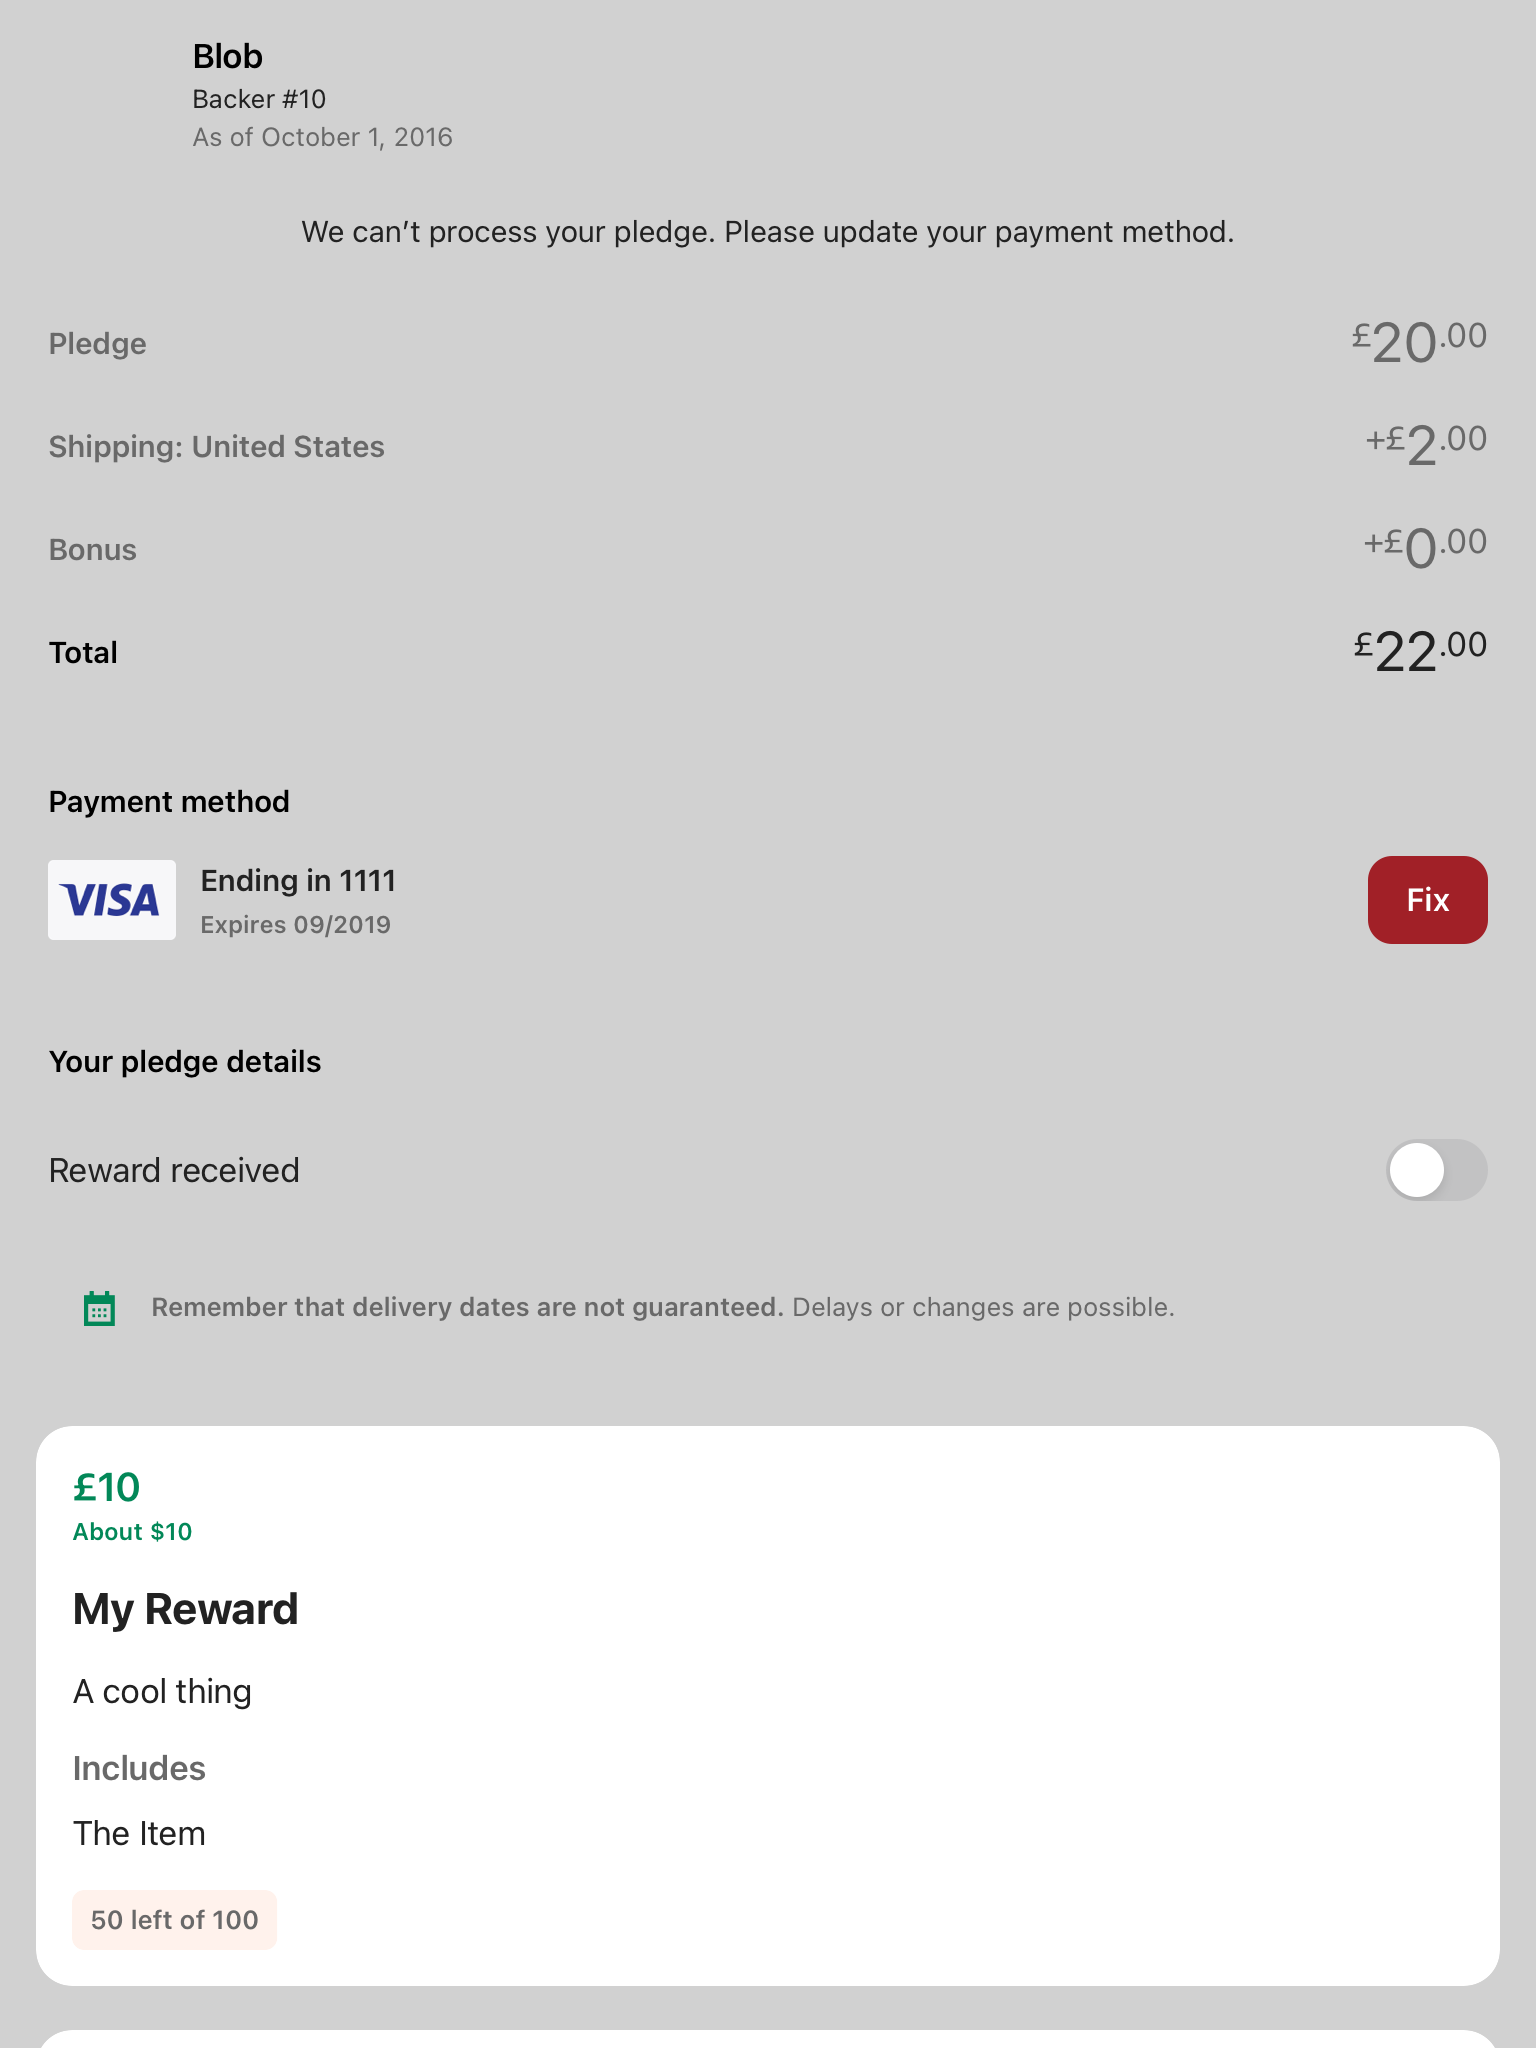 Blob
Backer #10
As of October 1, 2016
We can’t process your pledge. Please update your payment method.
Pledge £20.00
Shipping: United States +£2.00
Bonus +£0.00
Total £22.00
Payment method
VISA Ending in 1111
Expires 09/2019
Fix
Your pledge details
Reward received
Remember that delivery dates are not guaranteed. Delays or changes are possible.
£10
About $10
My Reward
A cool thing
Includes
The Item
50 left of 100